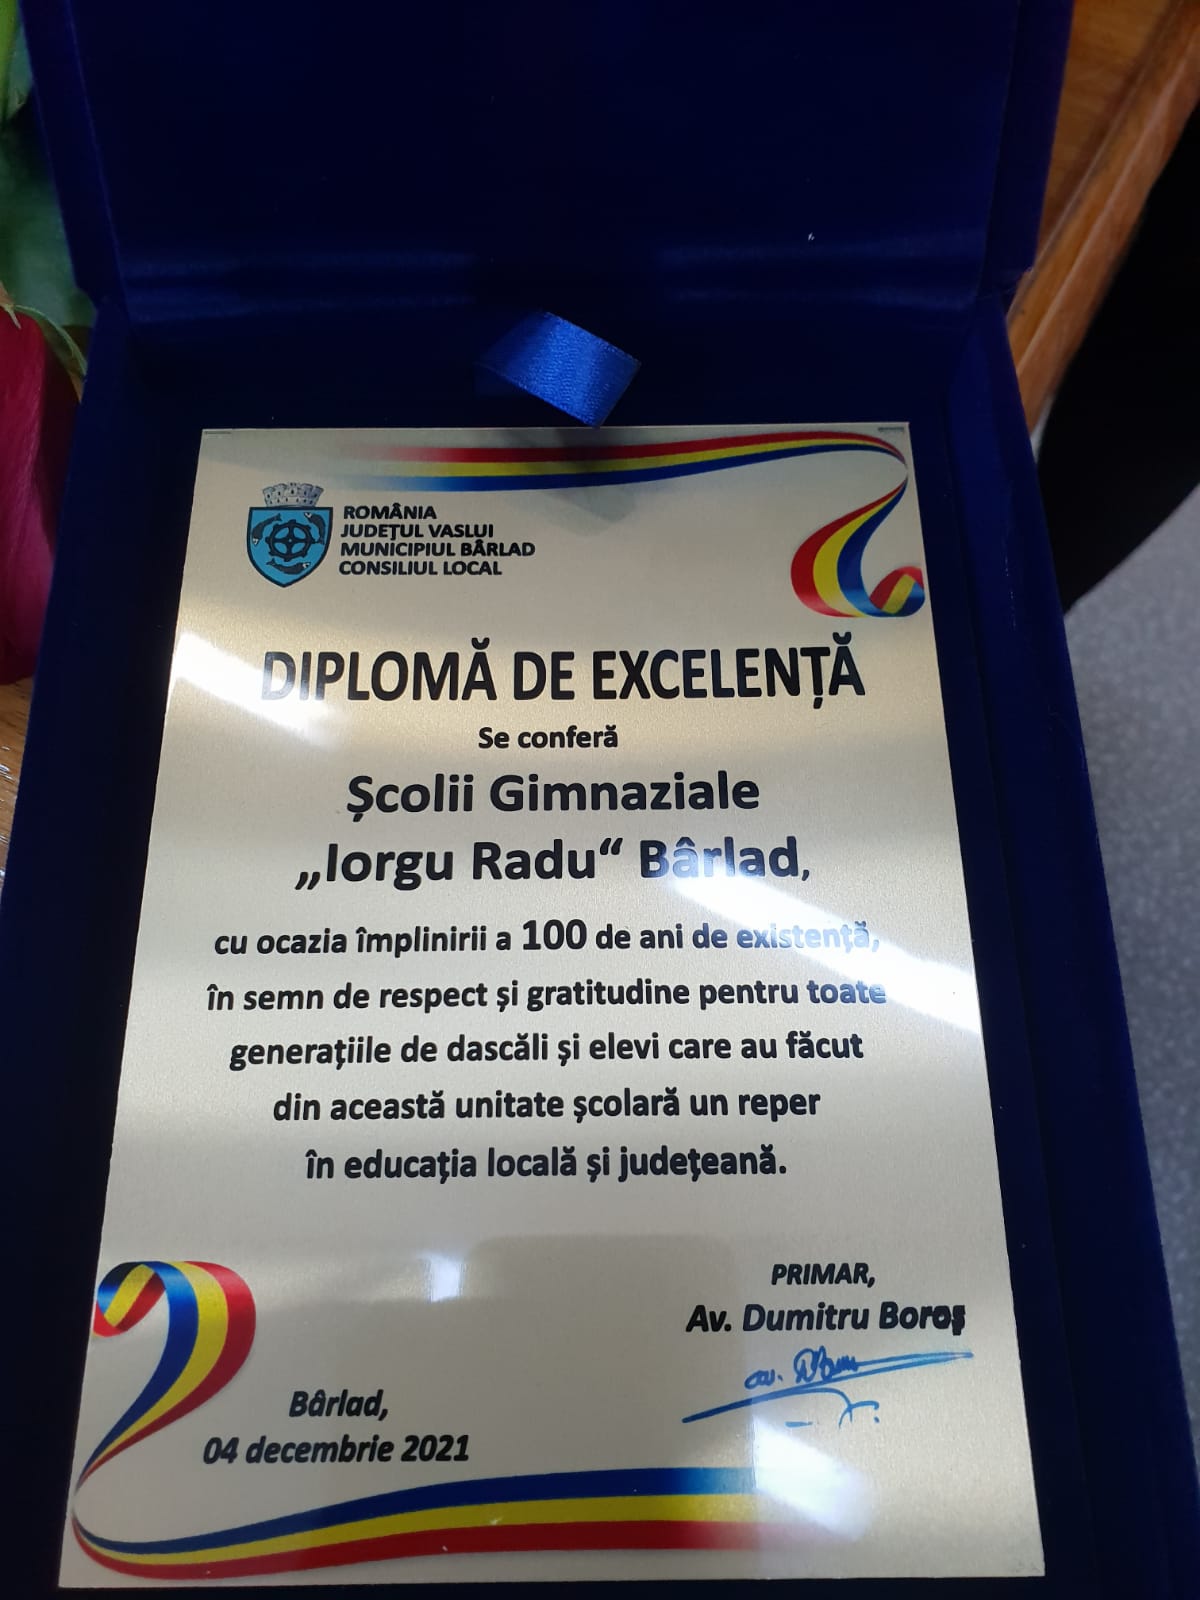 ROMÂNIA
JUDEȚUL VASLUI
MUNICIPIUL BÂRLAD
CONSILIUL LOCAL
DIPLOMĂ DE EXCELENȚĂ
Se conferă
Școlii Gimnaziale
„Iorgu Radu“ Bârlad,
cu ocazia împlinirii a 100 de ani de existență,
în semn de respect și gratitudine pentru toate
generațiile de dascăli și elevi care au făcut
din această unitate școlară un reper
în educația locală și județeană.
PRIMAR,
Av. Dumitru Boroș
av.
Bârlad,
04 decembrie 2021